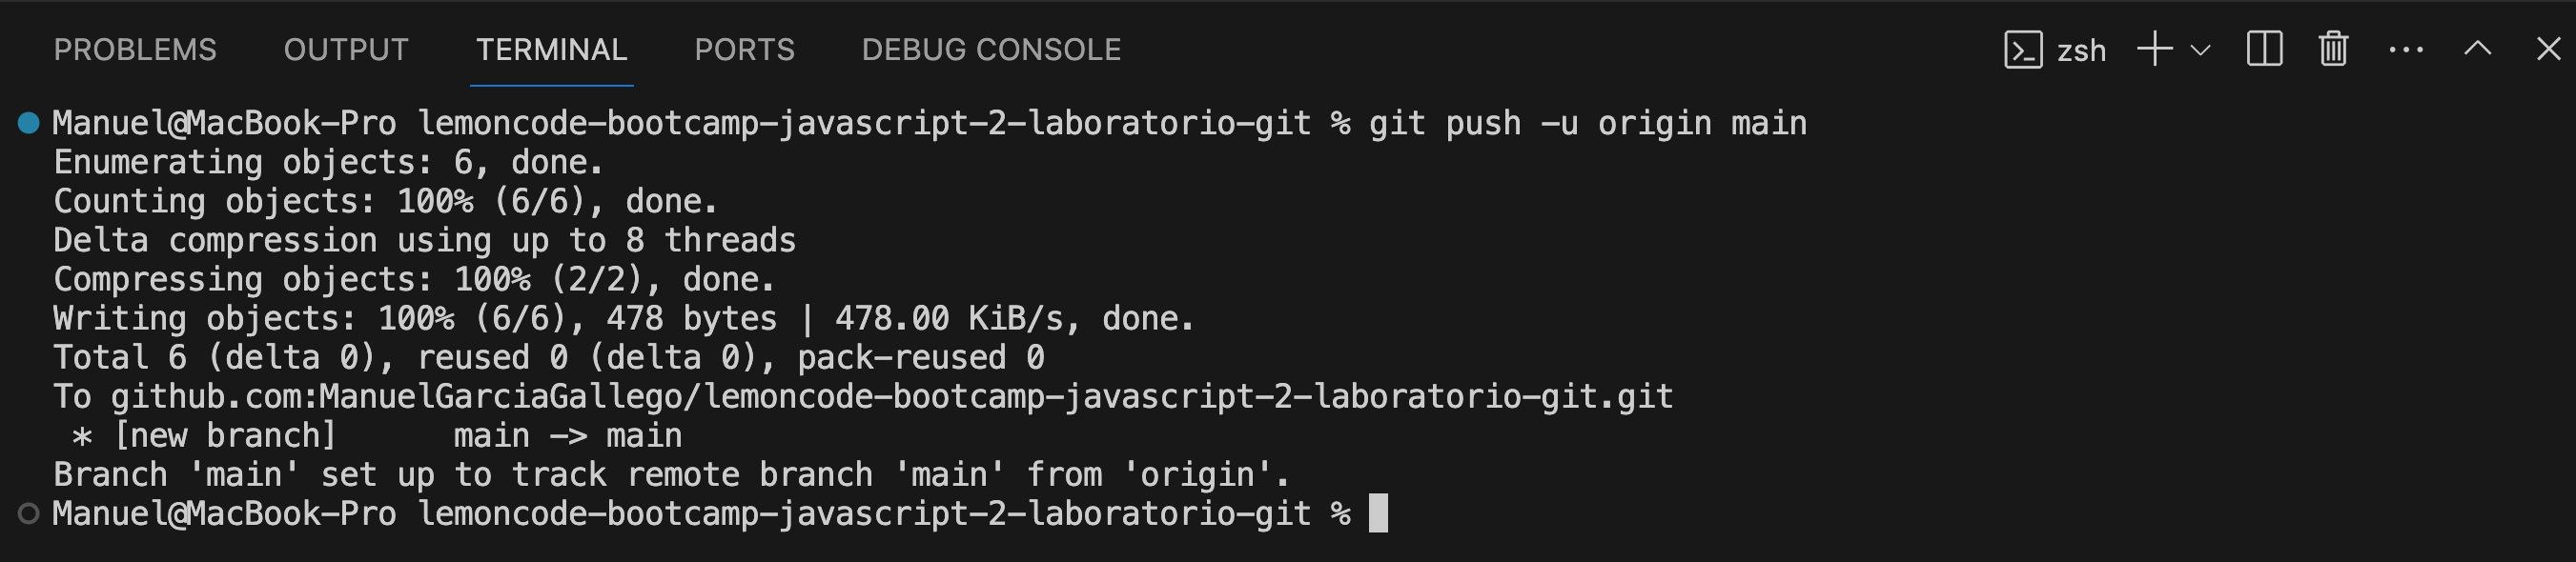 PROBLEMS OUTPUT TERMINAL PORTS DEBUG CONSOLE zsh
Manuel@MacBook-Pro lemoncode-bootcamp-javascript-2-laboratorio-git % git push -u origin main
Enumerating objects: 6, done.
Counting objects: 100% (6/6), done.
Delta compression using up to 8 threads
Compressing objects: 100% (2/2), done.
Writing objects: 100% (6/6), 478 bytes | 478.00 KiB/s, done.
Total 6 (delta 0), reused 0 (delta 0), pack-reused 0
To github.com:ManuelGarciaGallego/lemoncode-bootcamp-javascript-2-laboratorio-git.git
 * [new branch]      main -> main
Branch 'main' set up to track remote branch 'main' from 'origin'.
Manuel@MacBook-Pro lemoncode-bootcamp-javascript-2-laboratorio-git %